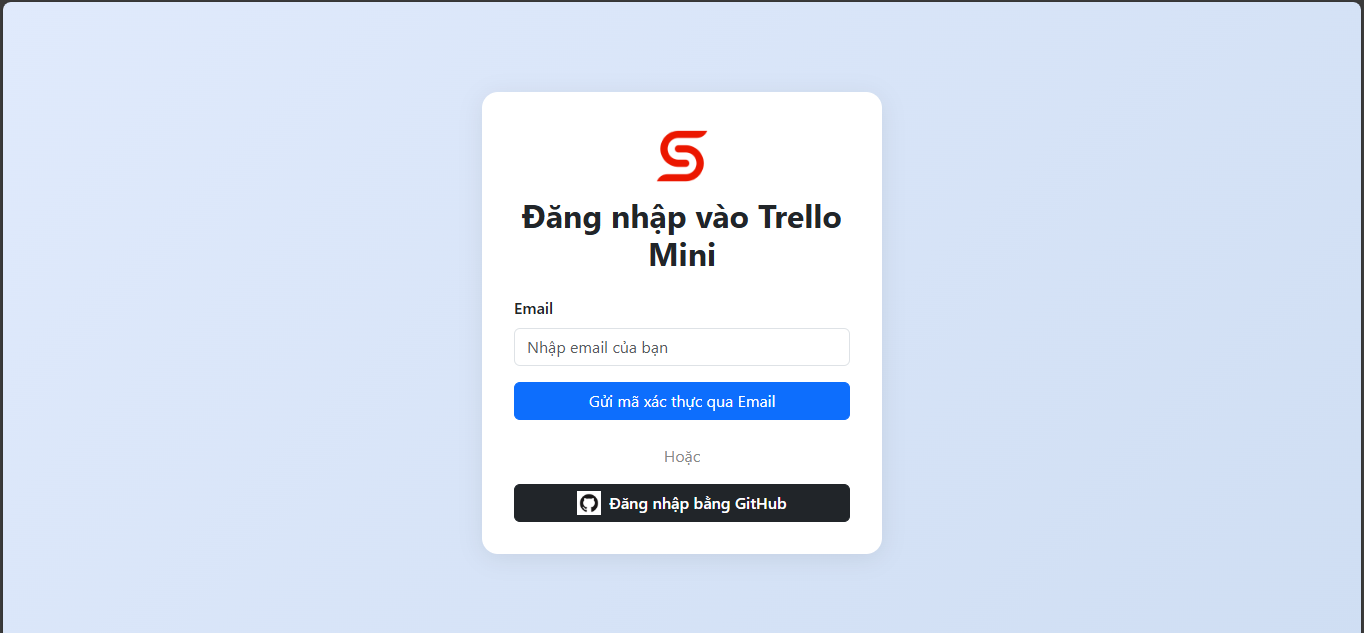 Đăng nhập vào Trello
Mini
Email
Nhập email của bạn
Gửi mã xác thực qua Email
Hoặc
Đăng nhập bằng GitHub